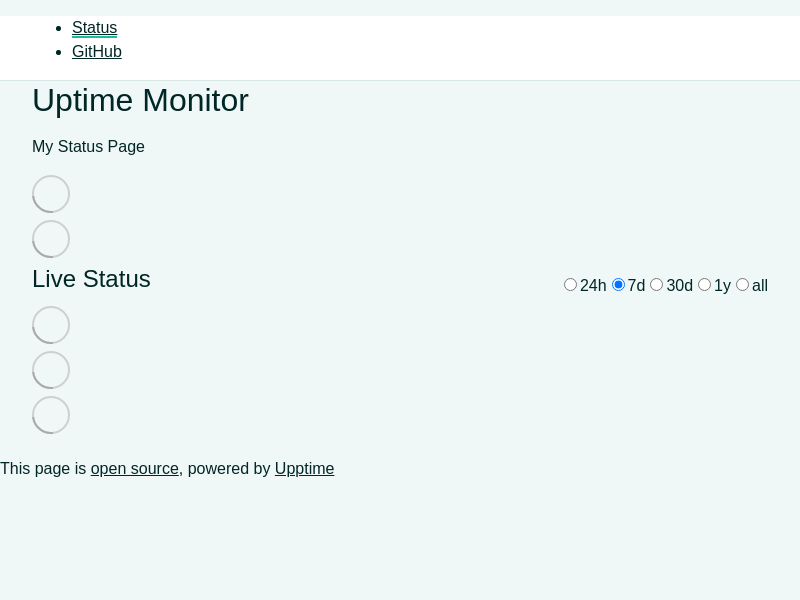 Status
GitHub
Uptime Monitor
My Status Page
Live Status
24h 7d 30d 1y all
This page is open source, powered by Upptime